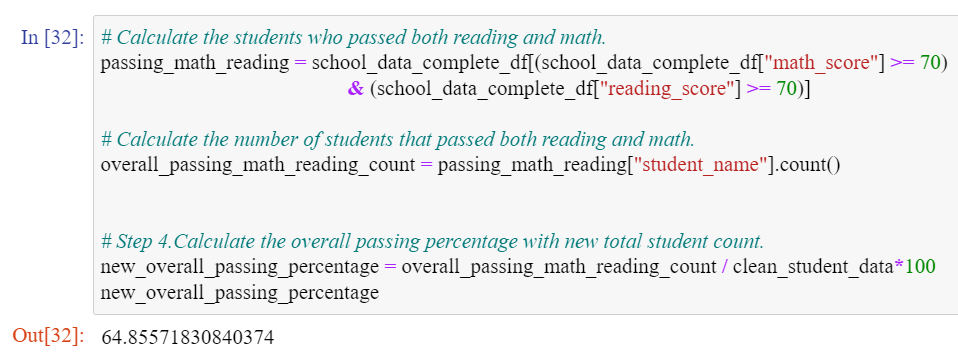 In [32]: # Calculate the students who passed both reading and math.
passing_math_reading = school_data_complete_df[(school_data_complete_df["math_score"] >= 70)
& (school_data_complete_df["reading_score"] >= 70)]
# Calculate the number of students that passed both reading and math.
overall_passing_math_reading_count = passing_math_reading["student_name"].count()
# Step 4.Calculate the overall passing percentage with new total student count.
new_overall_passing_percentage = overall_passing_math_reading_count / clean_student_data*100
new_overall_passing_percentage
Out[32]: 64.85571830840374